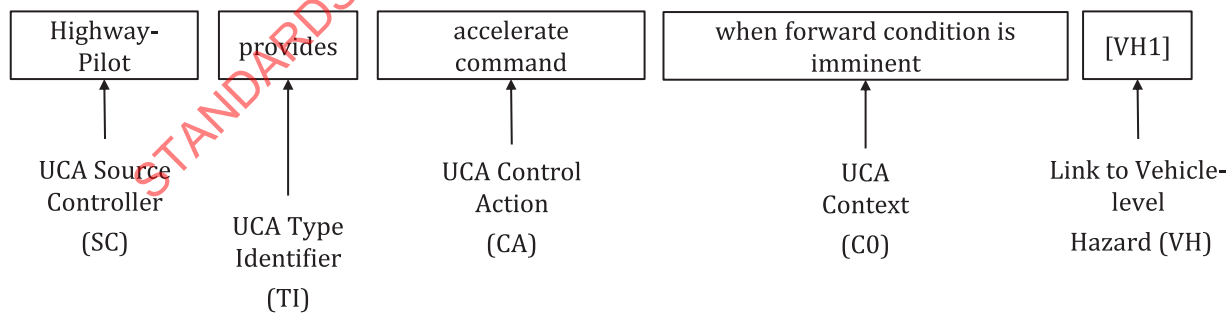 Highway-
Pilot
provides
accelerate
command
when forward condition is
imminent
[VH1]
STANDARDS
UCA Source
Controller
(SC)
UCA Type
Identifier
(TI)
UCA Control
Action
(CA)
UCA
Context
(C0)
Link to Vehicle-
level
Hazard (VH)